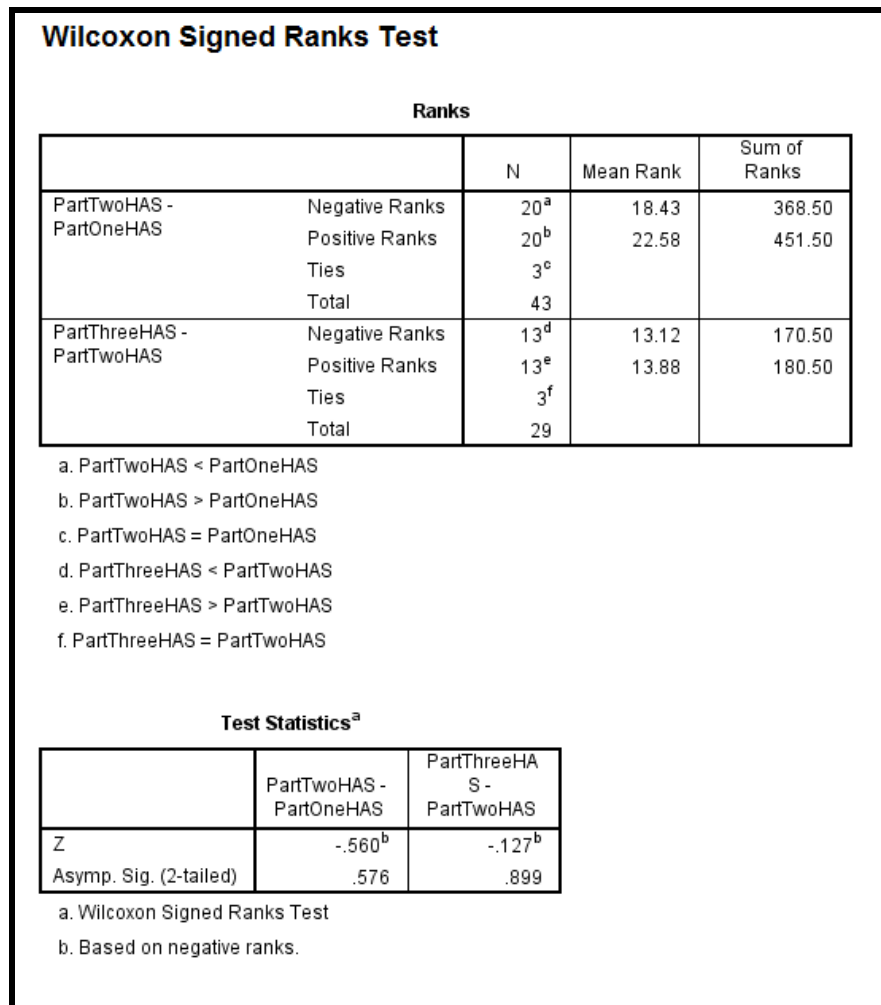 Wilcoxon Signed Ranks Test
Ranks
N Mean Rank Sum of
Ranks
PartTwoHAS - Negative Ranks 20a 18.43 368.50
PartOneHAS Positive Ranks 20b 22.58 451.50
Ties 3c
Total 43
PartThreeHAS - Negative Ranks 13d 13.12 170.50
PartTwoHAS Positive Ranks 13e 13.88 180.50
Ties 3f
Total 29
a. PartTwoHAS < PartOneHAS
b. PartTwoHAS > PartOneHAS
c. PartTwoHAS = PartOneHAS
d. PartThreeHAS < PartTwoHAS
e. PartThreeHAS > PartTwoHAS
f. PartThreeHAS = PartTwoHAS
Test Statisticsa
PartTwoHAS -
PartOneHAS
PartThreeHA
S -
PartTwoHAS
Z -.560b -.127b
Asymp. Sig. (2-tailed) .576 .899
a. Wilcoxon Signed Ranks Test
b. Based on negative ranks.